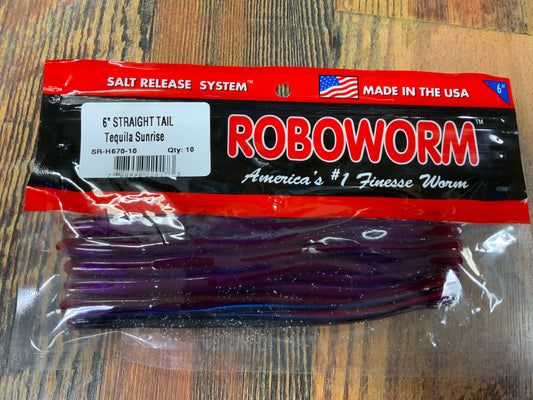 SALT RELEASE SYSTEM™
MADE IN THE USA
6"
6" STRAIGHT TAIL
Tequila Sunrise
SR-H670-10 Qty: 10
ROBOWORM™
America's #1 Finesse Worm